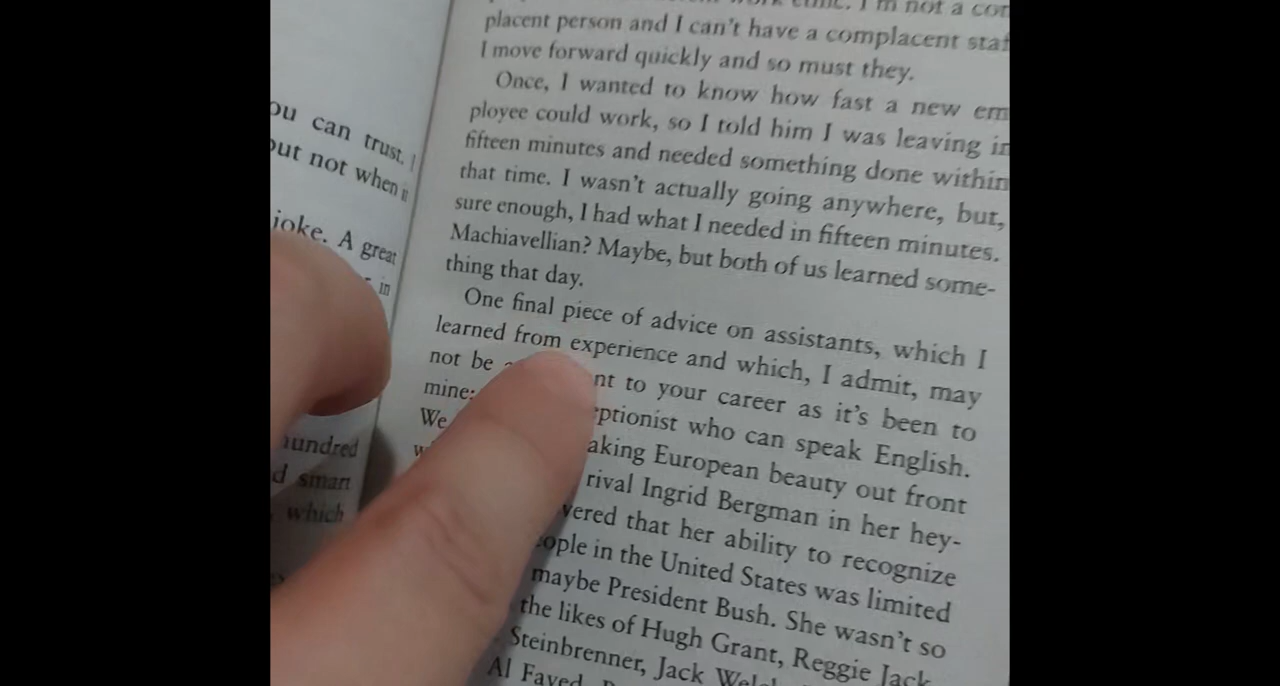 ou can trust.
out not when
joke. A great
in
hundred
d smart
which
I'm not a con
placent person and I can't have a complacent staf
I move forward quickly and so must they.
Once, I wanted to know how fast a new em
ployee could work, so I told him I was leaving in
fifteen minutes and needed something done within
that time. I wasn't actually going anywhere, but,
sure enough, I had what I needed in fifteen minutes.
Machiavellian? Maybe, but both of us learned some-
thing that day.
One final piece of advice on assistants, which I
learned from experience and which, I admit, may
not be nt to your career as it's been to
mine: ptionist who can speak English.
We aking European beauty out front
rival Ingrid Bergman in her hey-
vered that her ability to recognize
ople in the United States was limited
maybe President Bush. She wasn't so
the likes of Hugh Grant, Reggie Jack
Steinbrenner, Jack Welch
Al Fayed,